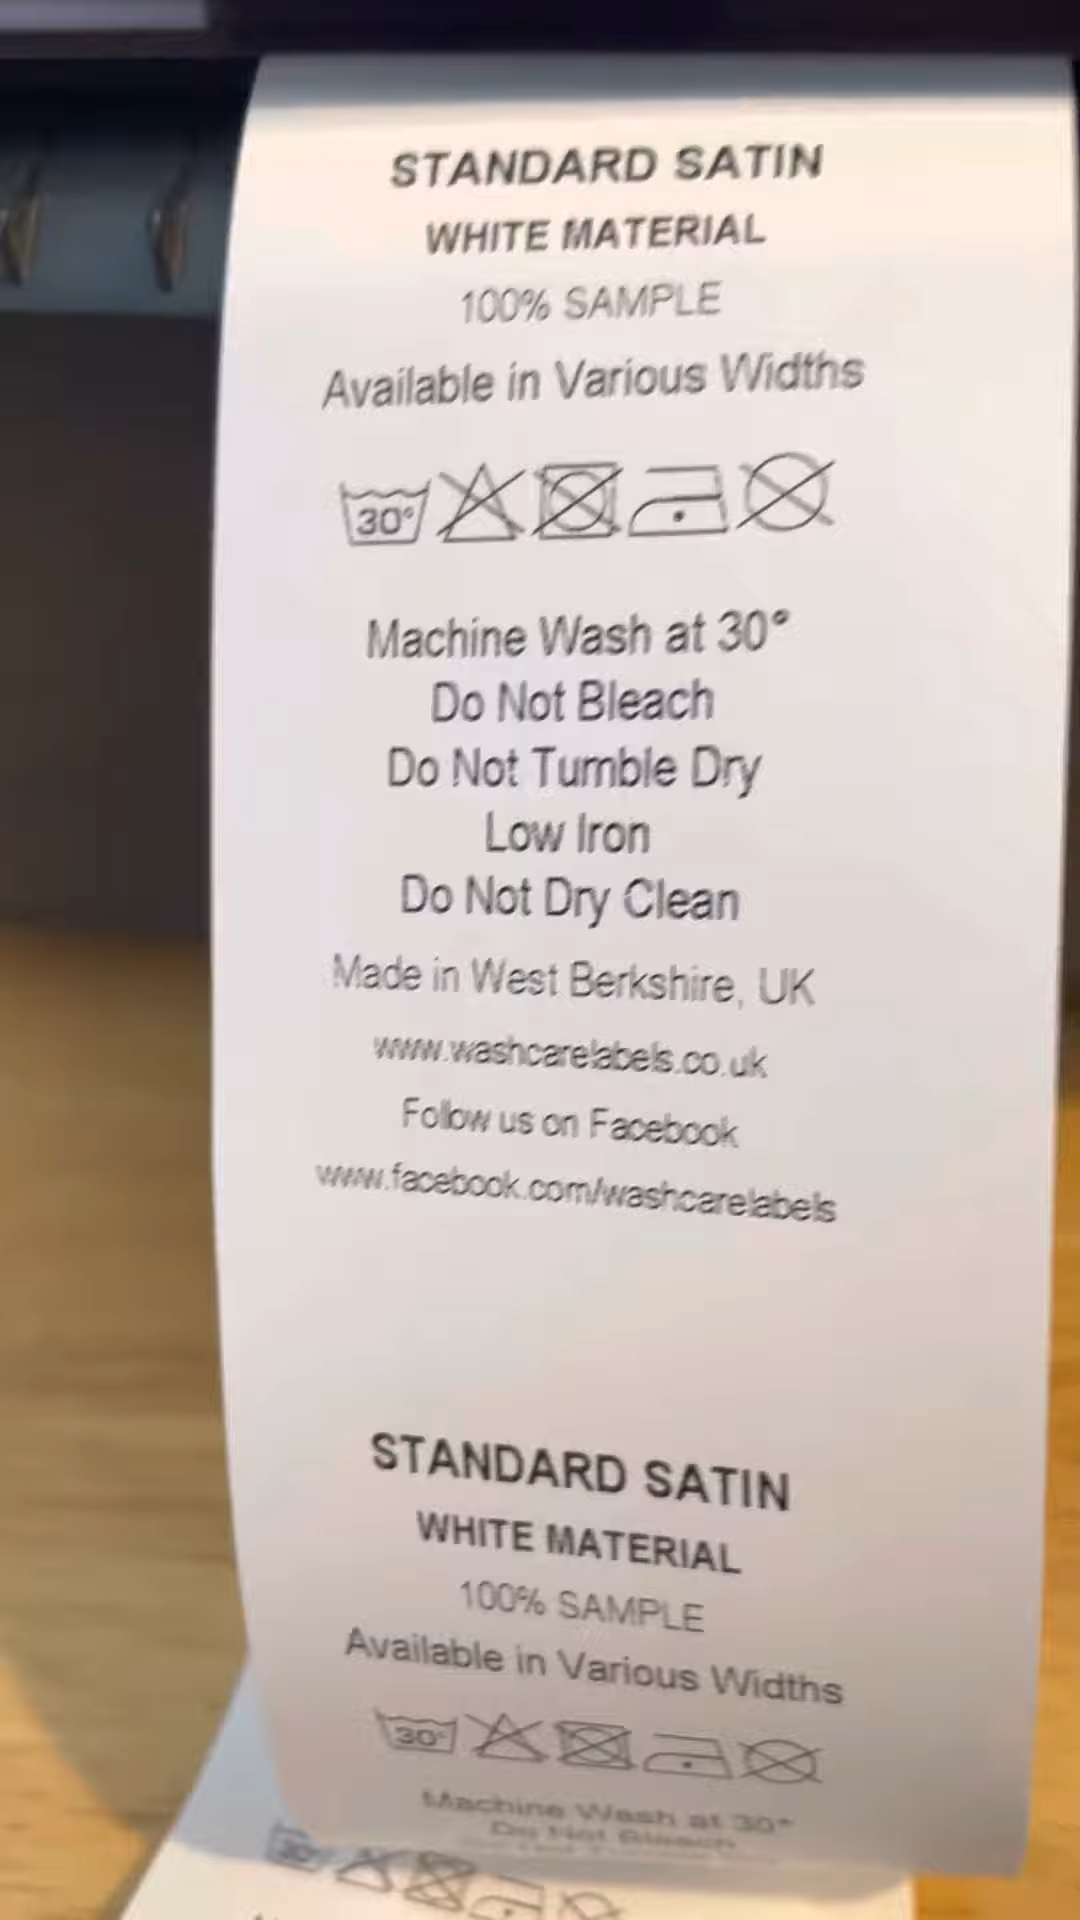 STANDARD SATIN
WHITE MATERIAL
100% SAMPLE
Available in Various Widths
30°
Machine Wash at 30°
Do Not Bleach
Do Not Tumble Dry
Low Iron
Do Not Dry Clean
Made in West Berkshire, UK
www.washcarelabels.co.uk
Follow us on Facebook
www.facebook.com/washcarelabels
STANDARD SATIN
WHITE MATERIAL
100% SAMPLE
Available in Various Widths
30°
Machine Wash at 30°
Do Not Bleach
30°